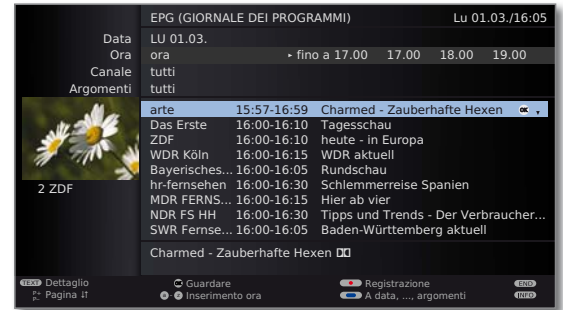 EPG (GIORNALE DEI PROGRAMMI) Lu 01.03./16:05
Data LU 01.03.
Ora ora ▸ fino a 17.00 17.00 18.00 19.00
Canale tutti
Argomenti tutti
arte 15:57-16:59 Charmed - Zauberhafte Hexen OK
Das Erste 16:00-16:10 Tagesschau
ZDF 16:00-16:10 heute - in Europa
WDR Köln 16:00-16:15 WDR aktuell
Bayerisches... 16:00-16:05 Rundschau
hr-fernsehen 16:00-16:30 Schlemmerreise Spanien
MDR FERNS... 16:00-16:15 Hier ab vier
NDR FS HH 16:00-16:30 Tipps und Trends - Der Verbraucher...
SWR Fernse... 16:00-16:05 Baden-Württemberg aktuell
2 ZDF
Charmed - Zauberhafte Hexen
TEXT Dettaglio OK Guardare Registrazione END
P+ P- Pagina ↓↑ Inserimento ora A data, ..., argomenti INFO